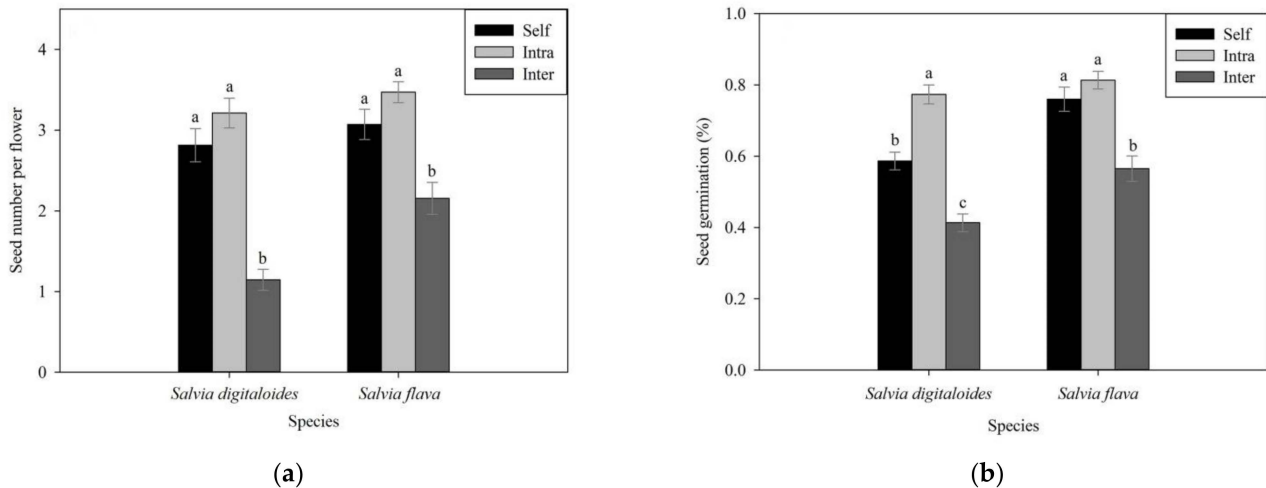 Self
Intra
Inter
4
3
2
1
0
Seed number per flower
a
a
b
a
a
b
Salvia digitaloides
Salvia flava
Species
(a)
Self
Intra
Inter
1.0
0.8
0.6
0.4
0.2
0.0
Seed germination (%)
b
a
c
a
a
b
Salvia digitaloides
Salvia flava
Species
(b)